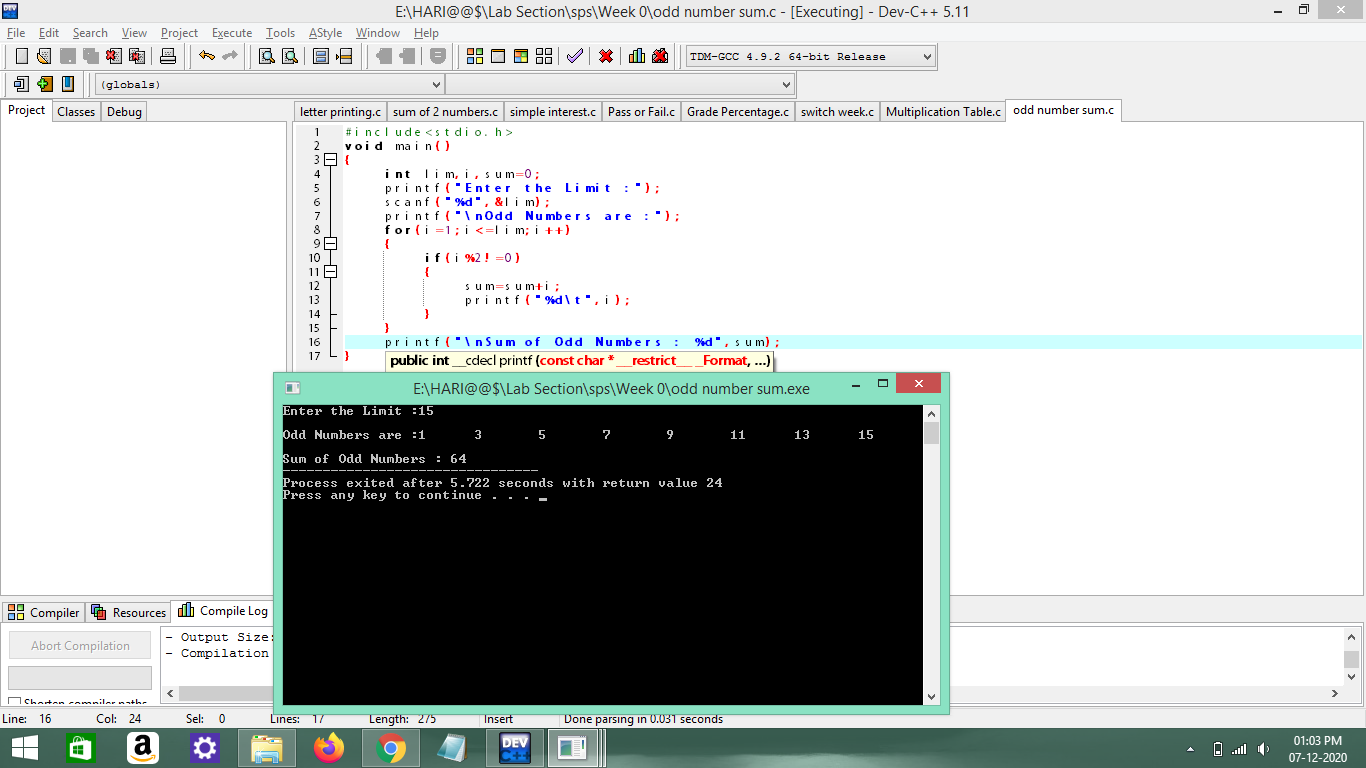 E:\HARI@@$\Lab Section\sps\Week 0\odd number sum.c - [Executing] - Dev-C++ 5.11
File Edit Search View Project Execute Tools AStyle Window Help
TDM-GCC 4.9.2 64-bit Release
(globals)
Project Classes Debug
letter printing.c sum of 2 numbers.c simple interest.c Pass or Fail.c Grade Percentage.c switch week.c Multiplication Table.c odd number sum.c
1 #include<stdio.h>
2 void main()
3 {
4 int lim,i,sum=0;
5 printf("Enter the Limit :");
6 scanf("%d",&lim);
7 printf("\nOdd Numbers are :");
8 for(i=1;i<=lim;i++)
9 {
10 if(i%2!=0)
11 {
12 sum=sum+i;
13 printf("%d\t",i);
14 }
15 }
16 printf("\nSum of Odd Numbers : %d",sum);
17 }
public int __cdecl printf (const char * __restrict__ _Format, ...)
E:\HARI@@$\Lab Section\sps\Week 0\odd number sum.exe
Enter the Limit :15
Odd Numbers are :1 3 5 7 9 11 13 15
Sum of Odd Numbers : 64
--------------------------------
Process exited after 5.722 seconds with return value 24
Press any key to continue . . . _
Compiler Resources Compile Log
Abort Compilation
- Output Size:
- Compilation
Shorten compiler paths
Line: 16 Col: 24 Sel: 0 Lines: 17 Length: 275 Insert Done parsing in 0.031 seconds
a
DEV
C++
01:03 PM
07-12-2020